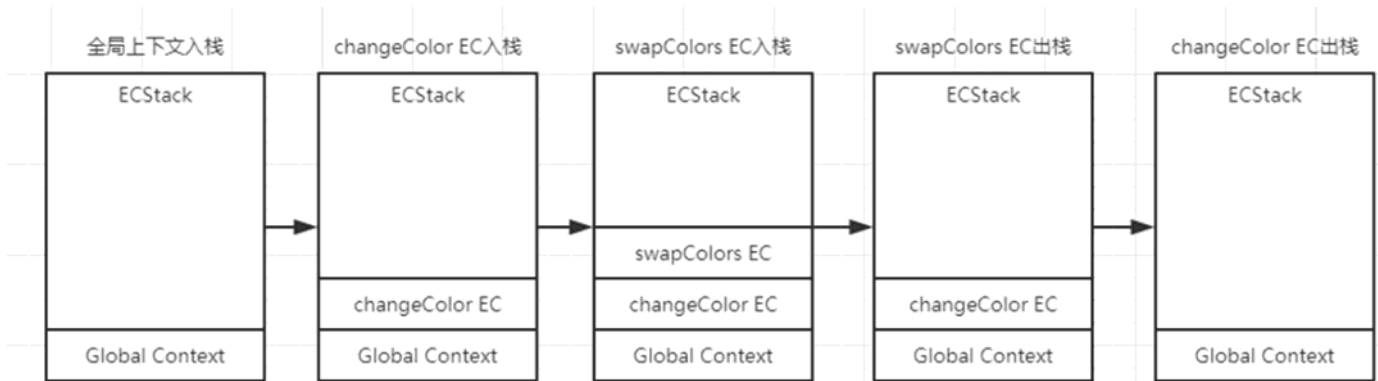 全局上下文入栈
changeColor EC入栈
swapColors EC入栈
swapColors EC出栈
changeColor EC出栈
ECStack
ECStack
ECStack
ECStack
ECStack
swapColors EC
changeColor EC
changeColor EC
changeColor EC
Global Context
Global Context
Global Context
Global Context
Global Context